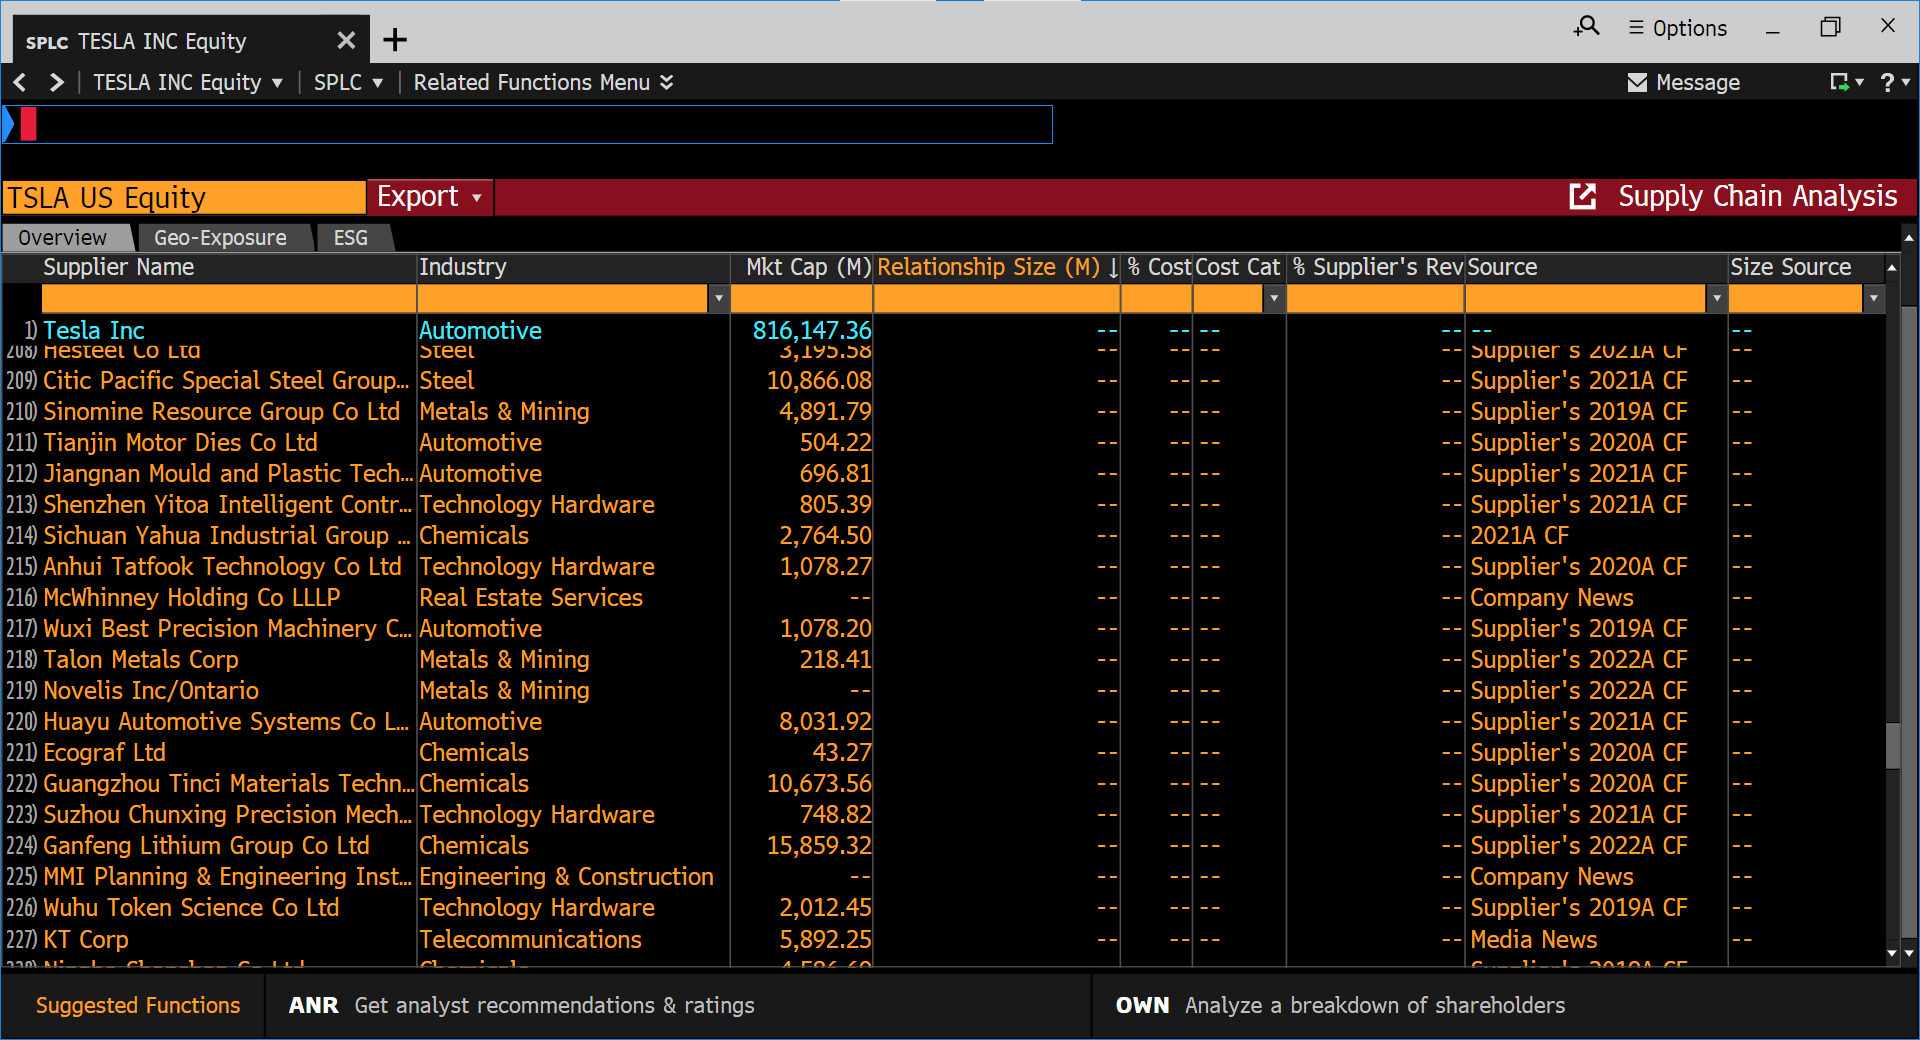 SPLC TESLA INC Equity
Options
TESLA INC Equity SPLC Related Functions Menu Message ?
TSLA US Equity Export Supply Chain Analysis
Overview Geo-Exposure ESG
Supplier Name Industry Mkt Cap (M) Relationship Size (M) ↓ % Cost Cost Cat % Supplier's Rev Source Size Source
1) Tesla Inc Automotive 816,147.36 -- -- -- -- -- --
208) Hesteel Co Ltd Steel 3,195.58 -- -- -- -- Supplier's 2021A CF --
209) Citic Pacific Special Steel Group... Steel 10,866.08 -- -- -- -- Supplier's 2021A CF --
210) Sinomine Resource Group Co Ltd Metals & Mining 4,891.79 -- -- -- -- Supplier's 2019A CF --
211) Tianjin Motor Dies Co Ltd Automotive 504.22 -- -- -- -- Supplier's 2020A CF --
212) Jiangnan Mould and Plastic Tech... Automotive 696.81 -- -- -- -- Supplier's 2021A CF --
213) Shenzhen Yitoa Intelligent Contr... Technology Hardware 805.39 -- -- -- -- Supplier's 2021A CF --
214) Sichuan Yahua Industrial Group ... Chemicals 2,764.50 -- -- -- -- 2021A CF --
215) Anhui Tatfook Technology Co Ltd Technology Hardware 1,078.27 -- -- -- -- Supplier's 2020A CF --
216) McWhinney Holding Co LLLP Real Estate Services -- -- -- -- -- Company News --
217) Wuxi Best Precision Machinery C... Automotive 1,078.20 -- -- -- -- Supplier's 2019A CF --
218) Talon Metals Corp Metals & Mining 218.41 -- -- -- -- Supplier's 2022A CF --
219) Novelis Inc/Ontario Metals & Mining -- -- -- -- -- Supplier's 2022A CF --
220) Huayu Automotive Systems Co L... Automotive 8,031.92 -- -- -- -- Supplier's 2021A CF --
221) Ecograf Ltd Chemicals 43.27 -- -- -- -- Supplier's 2020A CF --
222) Guangzhou Tinci Materials Techn... Chemicals 10,673.56 -- -- -- -- Supplier's 2020A CF --
223) Suzhou Chunxing Precision Mech... Technology Hardware 748.82 -- -- -- -- Supplier's 2021A CF --
224) Ganfeng Lithium Group Co Ltd Chemicals 15,859.32 -- -- -- -- Supplier's 2022A CF --
225) MMI Planning & Engineering Inst... Engineering & Construction -- -- -- -- -- Company News --
226) Wuhu Token Science Co Ltd Technology Hardware 2,012.45 -- -- -- -- Supplier's 2019A CF --
227) KT Corp Telecommunications 5,892.25 -- -- -- -- Media News --
Suggested Functions ANR Get analyst recommendations & ratings OWN Analyze a breakdown of shareholders